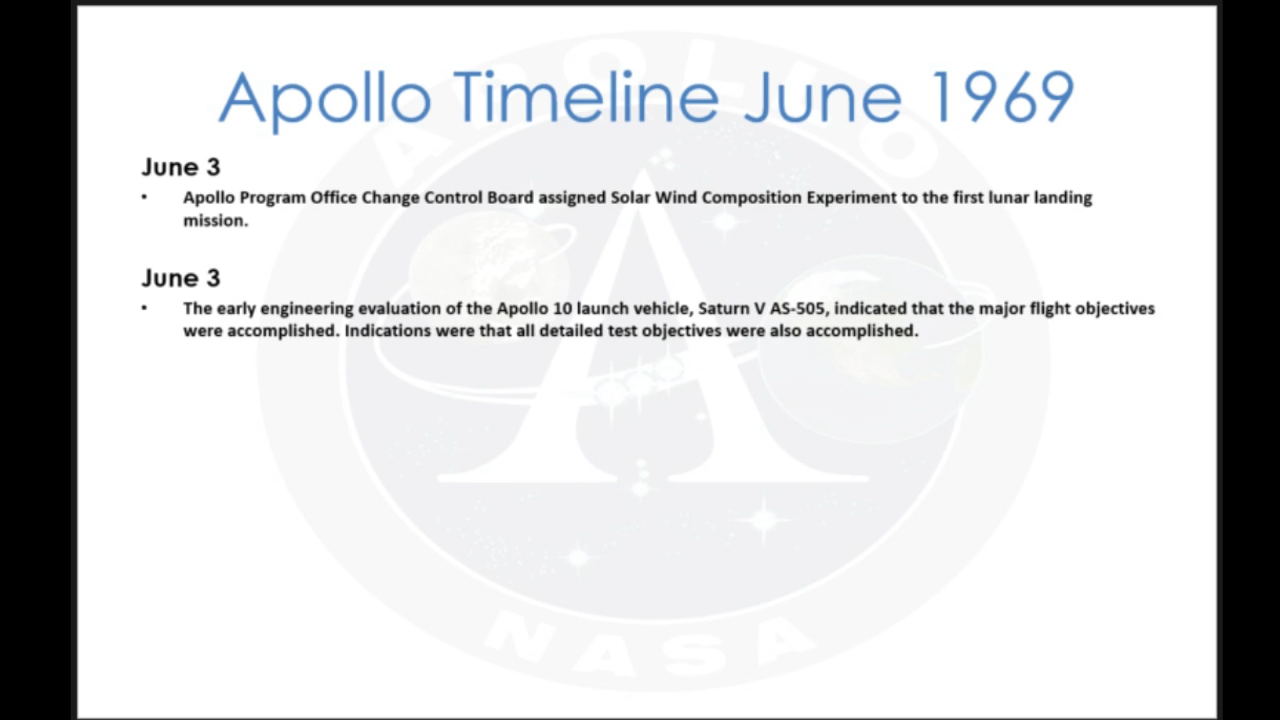 Apollo Timeline June 1969
June 3
• Apollo Program Office Change Control Board assigned Solar Wind Composition Experiment to the first lunar landing
mission.
June 3
• The early engineering evaluation of the Apollo 10 launch vehicle, Saturn V AS-505, indicated that the major flight objectives
were accomplished. Indications were that all detailed test objectives were also accomplished.
APOLLO
A
NASA